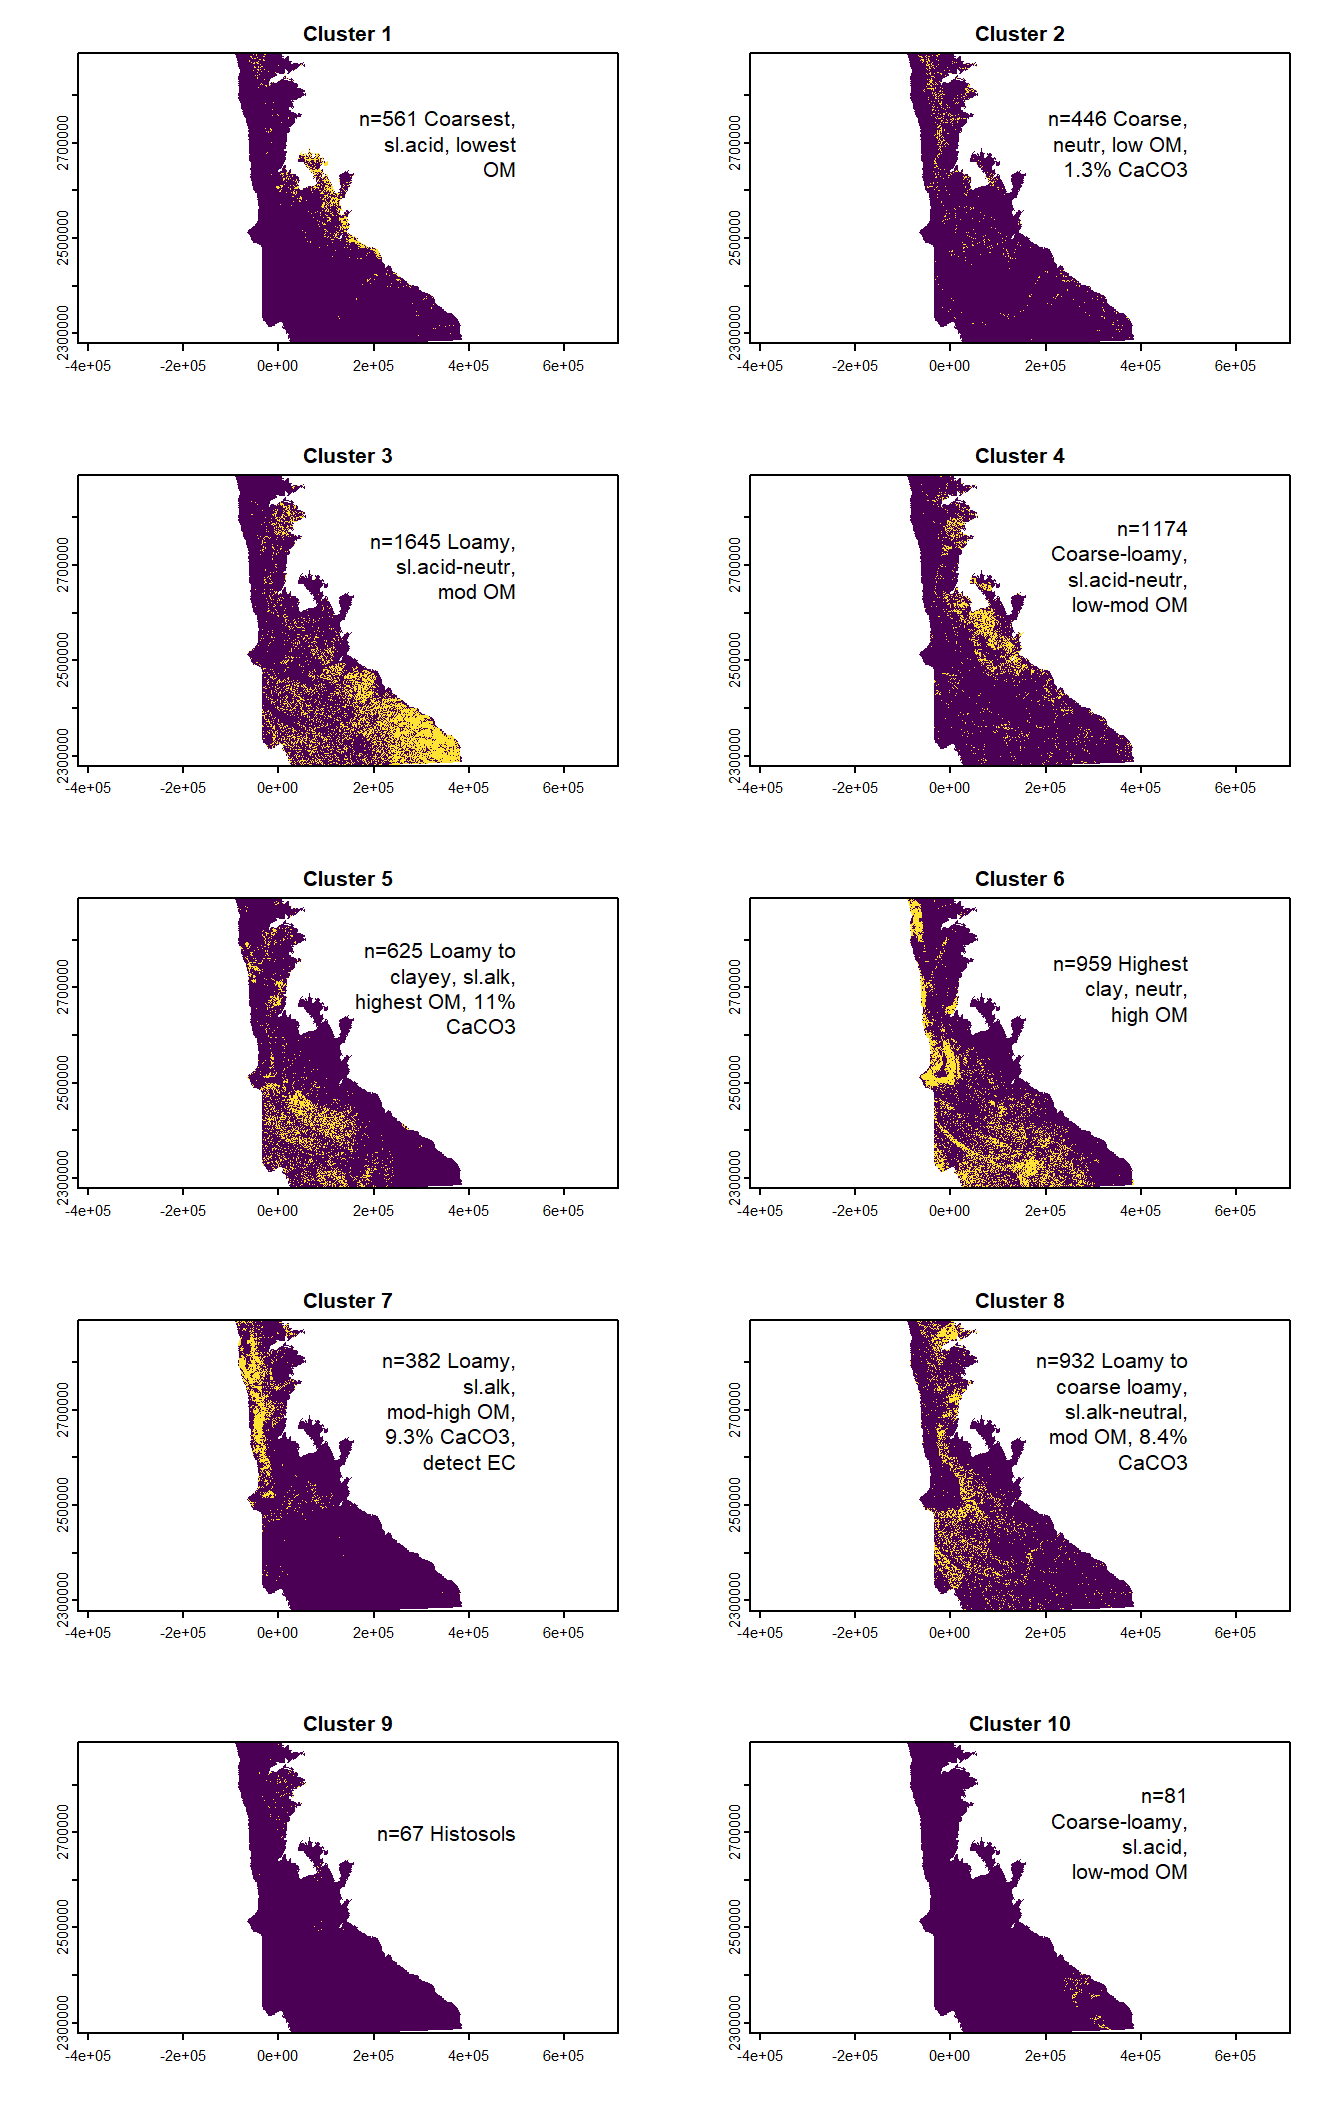 Cluster 1
n=561 Coarsest,
sl.acid, lowest
OM
2300000 2500000 2700000
-4e+05 -2e+05 0e+00 2e+05 4e+05 6e+05
Cluster 2
n=446 Coarse,
neutr, low OM,
1.3% CaCO3
2300000 2500000 2700000
-4e+05 -2e+05 0e+00 2e+05 4e+05 6e+05
Cluster 3
n=1645 Loamy,
sl.acid-neutr,
mod OM
2300000 2500000 2700000
-4e+05 -2e+05 0e+00 2e+05 4e+05 6e+05
Cluster 4
n=1174
Coarse-loamy,
sl.acid-neutr,
low-mod OM
2300000 2500000 2700000
-4e+05 -2e+05 0e+00 2e+05 4e+05 6e+05
Cluster 5
n=625 Loamy to
clayey, sl.alk,
highest OM, 11%
CaCO3
2300000 2500000 2700000
-4e+05 -2e+05 0e+00 2e+05 4e+05 6e+05
Cluster 6
n=959 Highest
clay, neutr,
high OM
2300000 2500000 2700000
-4e+05 -2e+05 0e+00 2e+05 4e+05 6e+05
Cluster 7
n=382 Loamy,
sl.alk,
mod-high OM,
9.3% CaCO3,
detect EC
2300000 2500000 2700000
-4e+05 -2e+05 0e+00 2e+05 4e+05 6e+05
Cluster 8
n=932 Loamy to
coarse loamy,
sl.alk-neutral,
mod OM, 8.4%
CaCO3
2300000 2500000 2700000
-4e+05 -2e+05 0e+00 2e+05 4e+05 6e+05
Cluster 9
n=67 Histosols
2300000 2500000 2700000
-4e+05 -2e+05 0e+00 2e+05 4e+05 6e+05
Cluster 10
n=81
Coarse-loamy,
sl.acid,
low-mod OM
2300000 2500000 2700000
-4e+05 -2e+05 0e+00 2e+05 4e+05 6e+05